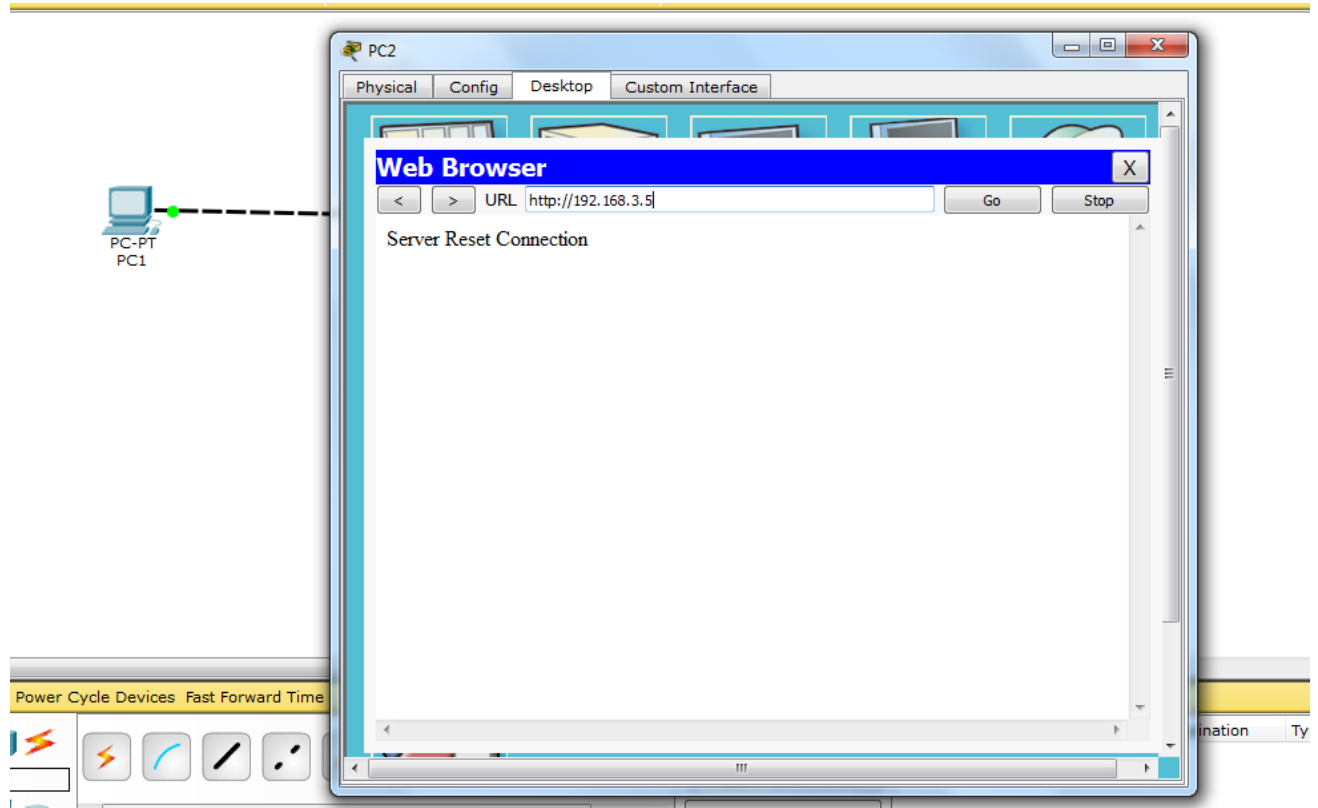 PC2
Physical Config Desktop Custom Interface
Web Browser X
< > URL http://192.168.3.5 Go Stop
Server Reset Connection
PC-PT
PC1
Power Cycle Devices Fast Forward Time
ination Ty